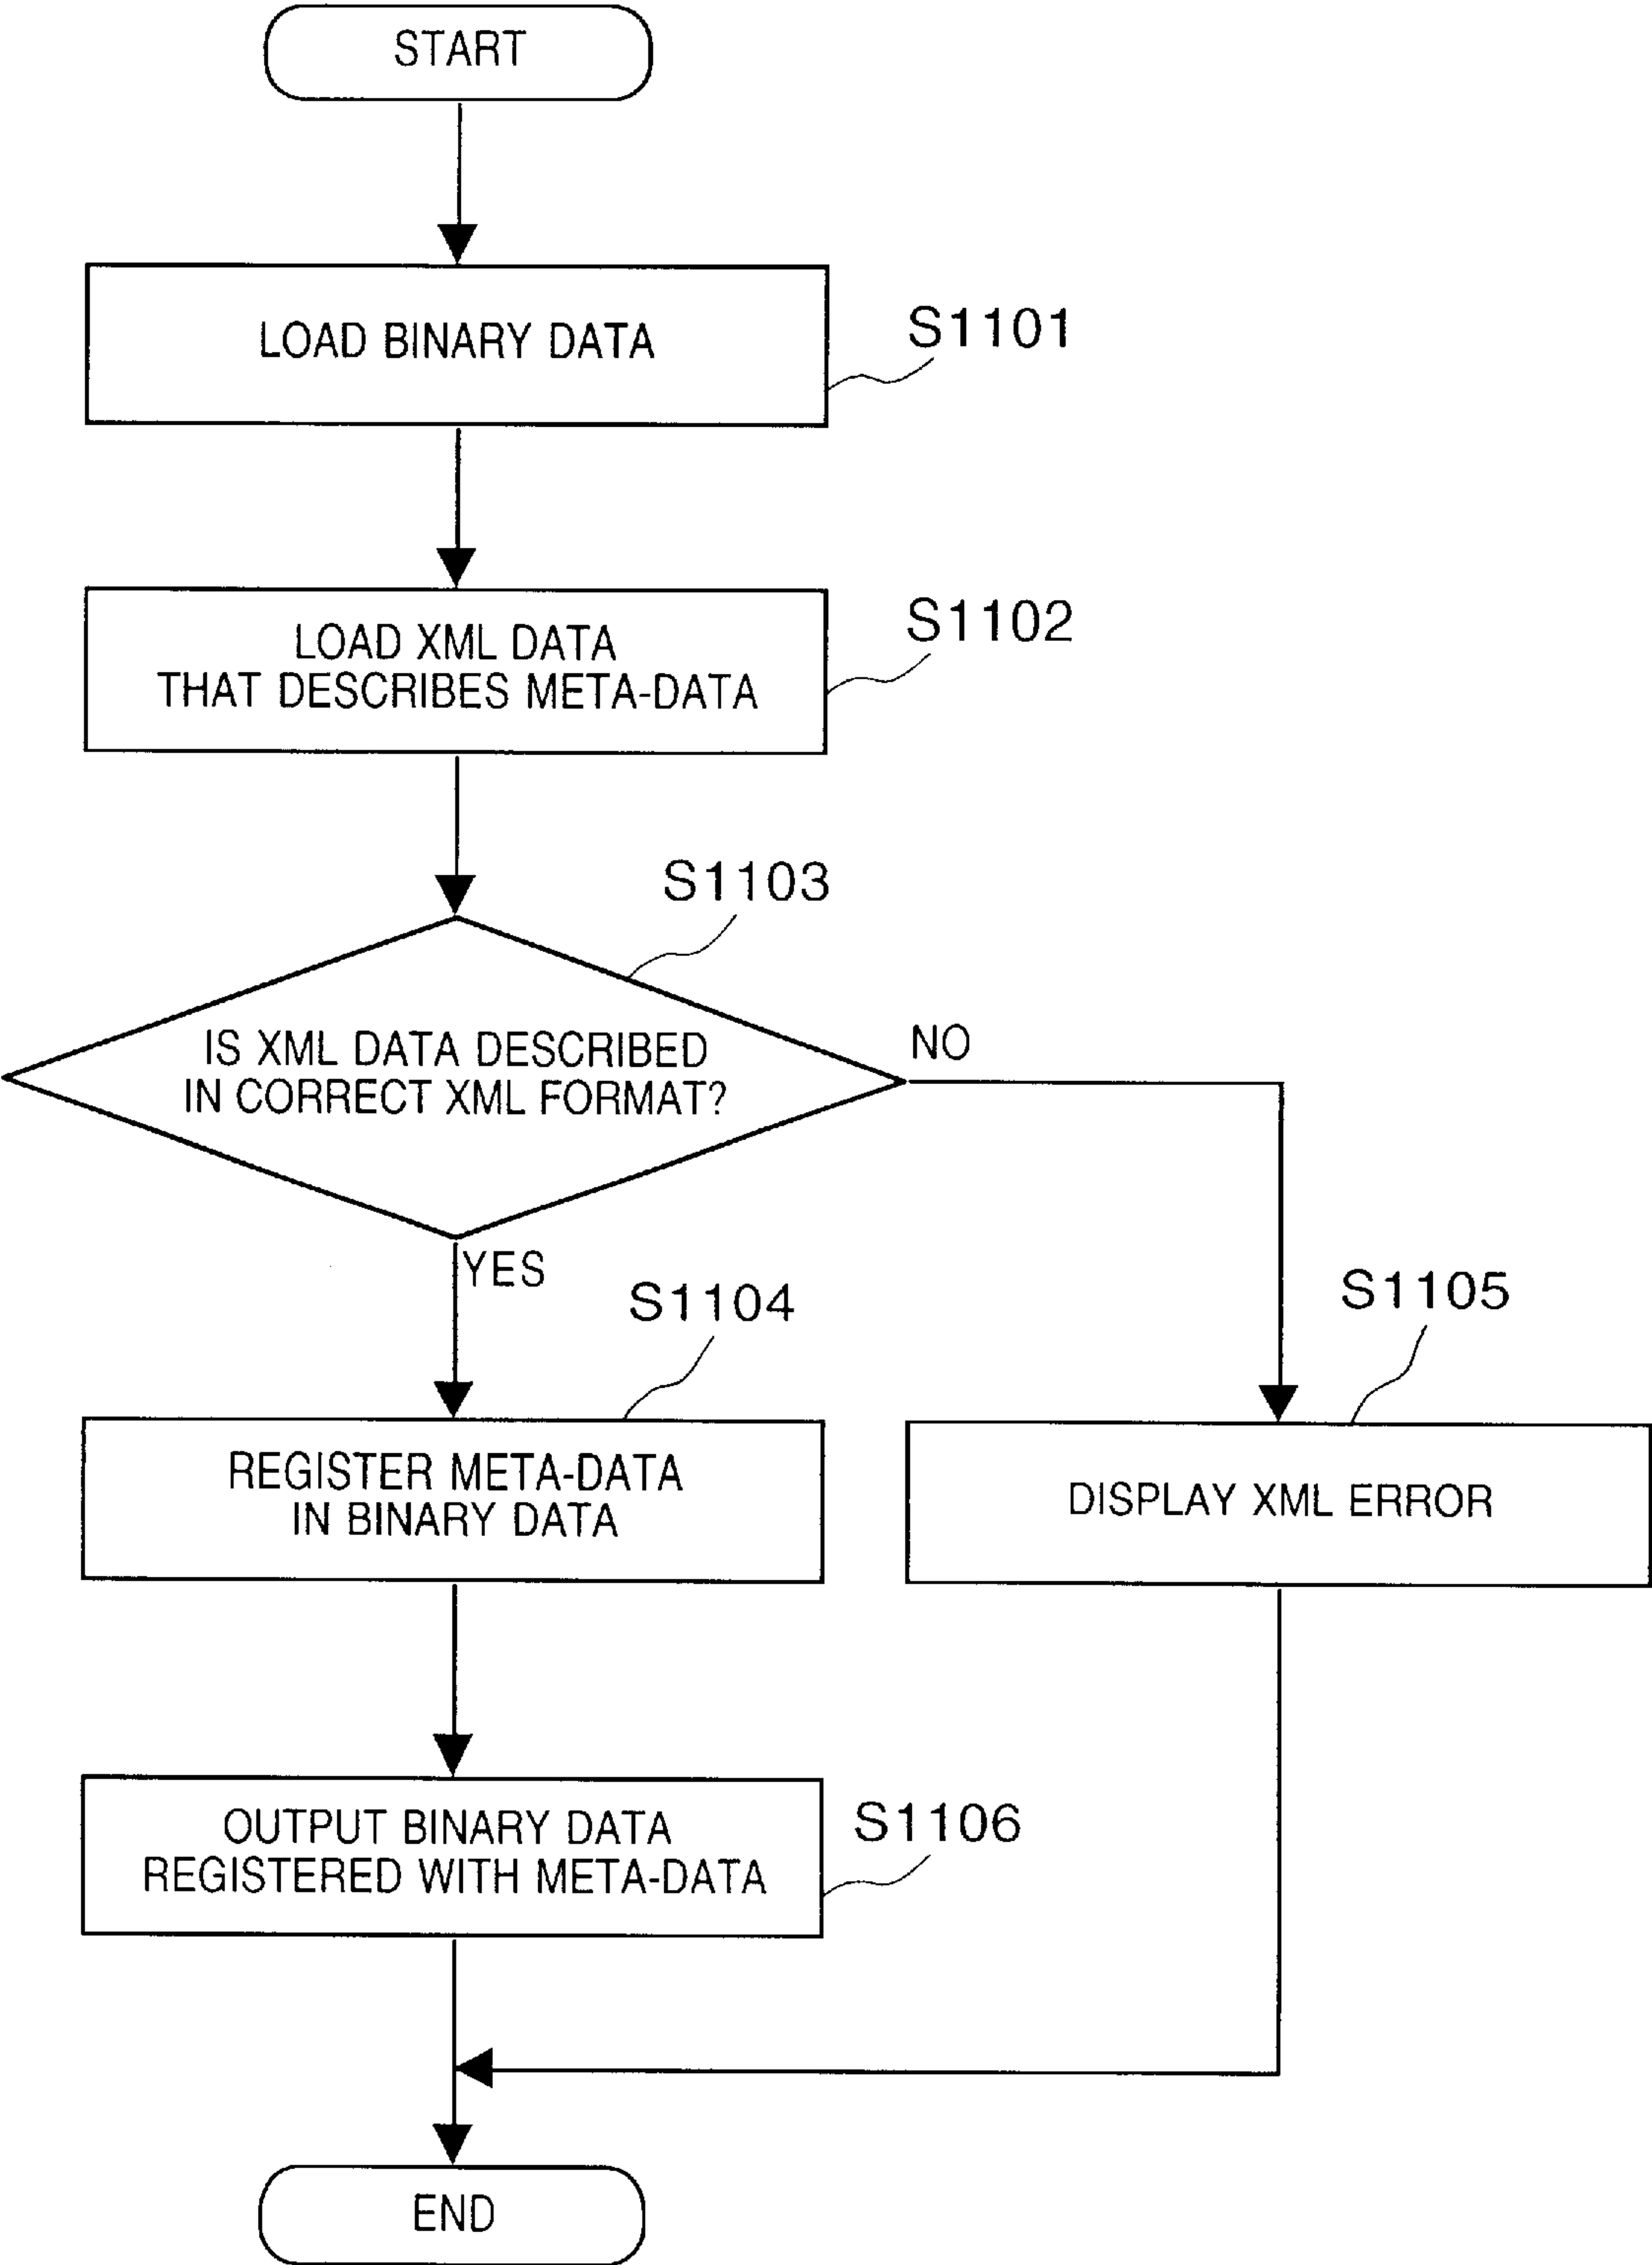 START
LOAD BINARY DATA
S1101
LOAD XML DATA
THAT DESCRIBES META-DATA
S1102
S1103
IS XML DATA DESCRIBED
IN CORRECT XML FORMAT?
NO
YES
S1104
S1105
REGISTER META-DATA
IN BINARY DATA
DISPLAY XML ERROR
OUTPUT BINARY DATA
REGISTERED WITH META-DATA
S1106
END